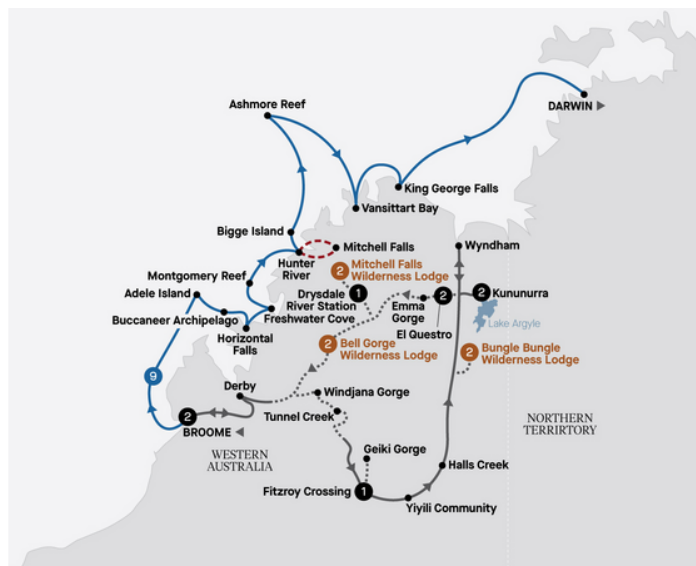 Ashmore Reef
DARWIN
King George Falls
Vansittart Bay
Bigge Island
Mitchell Falls
Wyndham
Hunter
River
2
Mitchell Falls
Wilderness Lodge
Montgomery Reef
Adele Island
Drysdale
River Station
1
2
2
Kununurra
Emma
Gorge
Freshwater Cove
Buccaneer Archipelago
Lake Argyle
El Questro
Horizontal
Falls
2
Bell Gorge
Wilderness Lodge
2
Bungle Bungle
Wilderness Lodge
9
Derby
Windjana Gorge
2
BROOME
Tunnel Creek
NORTHERN
TERRIRTORY
WESTERN
AUSTRALIA
Geiki Gorge
Halls Creek
Fitzroy Crossing
1
Yiyili Community